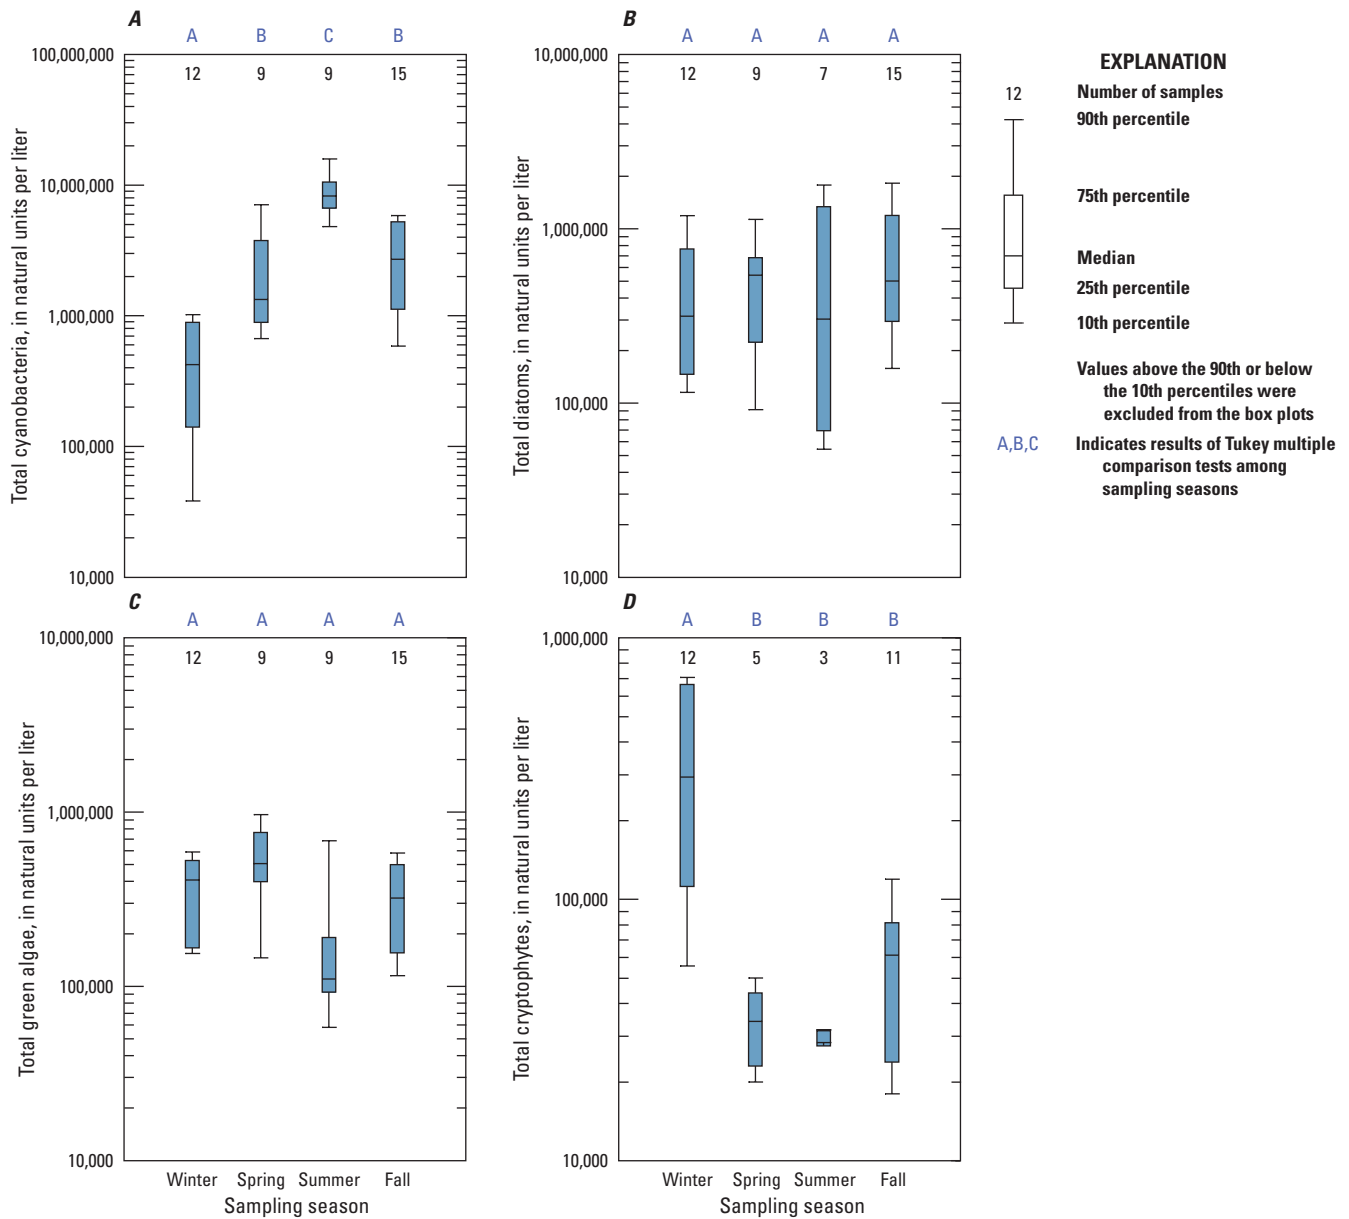 A
A B C B
12 9 9 15
100,000,000
10,000,000
1,000,000
100,000
10,000
Total cyanobacteria, in natural units per liter
B
A A A A
12 9 7 15
10,000,000
1,000,000
100,000
10,000
Total diatoms, in natural units per liter
EXPLANATION
12 Number of samples
90th percentile
75th percentile
Median
25th percentile
10th percentile
Values above the 90th or below
the 10th percentiles were
excluded from the box plots
A,B,C Indicates results of Tukey multiple
comparison tests among
sampling seasons
C
A A A A
12 9 9 15
10,000,000
1,000,000
100,000
10,000
Total green algae, in natural units per liter
Winter Spring Summer Fall
Sampling season
D
A B B B
12 5 3 11
1,000,000
100,000
10,000
Total cryptophytes, in natural units per liter
Winter Spring Summer Fall
Sampling season